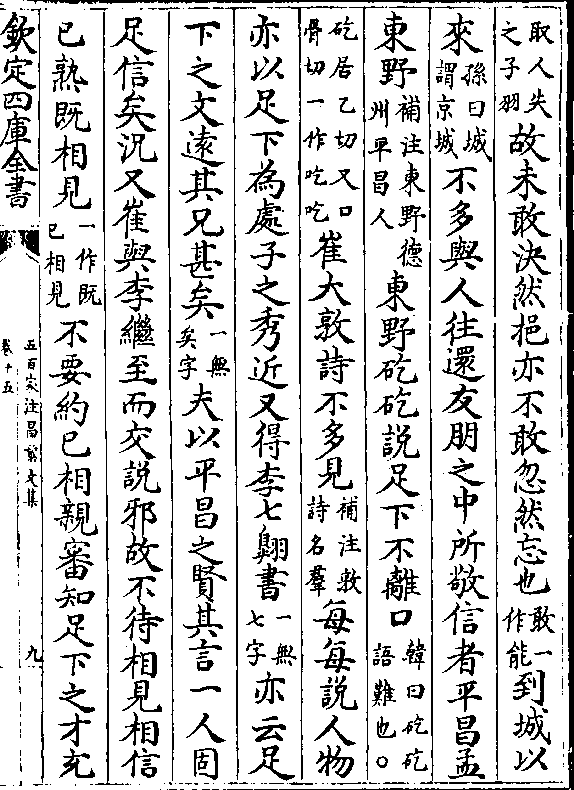 取人失之子羽故未敢決然挹亦不敢忽然忘也敢一作能到城以
來孫曰城謂京城不多與人往還友朋之中所敬信者平昌孟
東野補注東野德州平昌人東野矻矻說足下不離口韓曰矻矻語難也○
矻居乙切又口骨切一作吃吃崔大敦詩不多見補注敦詩名羣每每說人物
亦以足下為處子之秀近又得李七翺書一無七字亦云足
下之文遠其兄甚矣一無矣字夫以平昌之賢其言一人固
足信矣況又崔與李繼至而交說邪故不待相見相信
已熟既相見一作既已相見不要約已相親審知足下之才充
欽定四庫全書
五百家注昌黎文集
卷十五
九